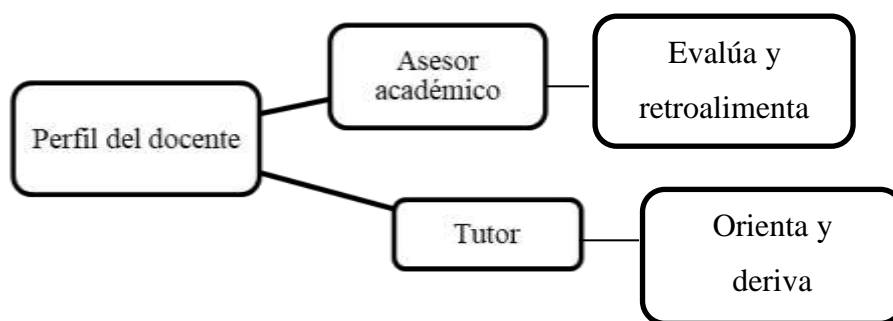 Perfil del docente
Asesor
académico
Evalúa y
retroalimenta
Tutor
Orienta y
deriva